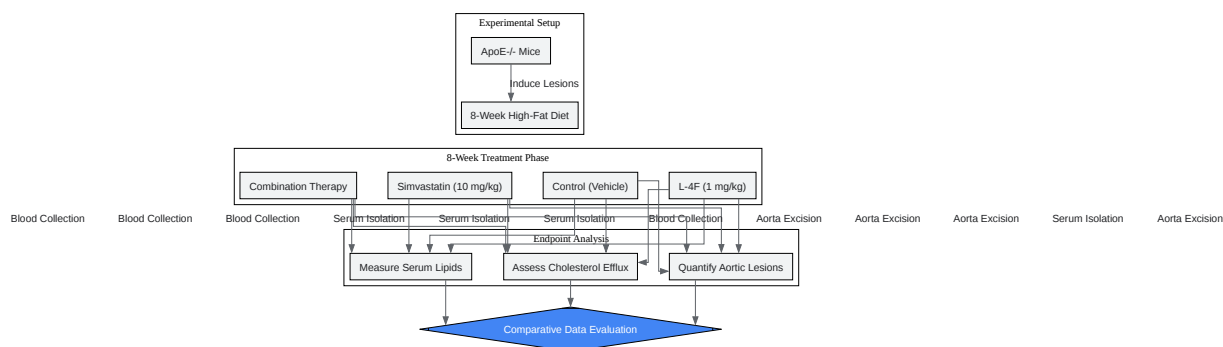 Experimental Setup
ApoE-/- Mice
Induce Lesions
8-Week High-Fat Diet
8-Week Treatment Phase
Combination Therapy
Simvastatin (10 mg/kg)
Control (Vehicle)
L-4F (1 mg/kg)
Blood Collection
Blood Collection
Blood Collection
Serum Isolation
Serum Isolation
Serum Isolation
Blood Collection
Aorta Excision
Aorta Excision
Aorta Excision
Serum Isolation
Aorta Excision
Endpoint Analysis
Measure Serum Lipids
Assess Cholesterol Efflux
Quantify Aortic Lesions
Comparative Data Evaluation